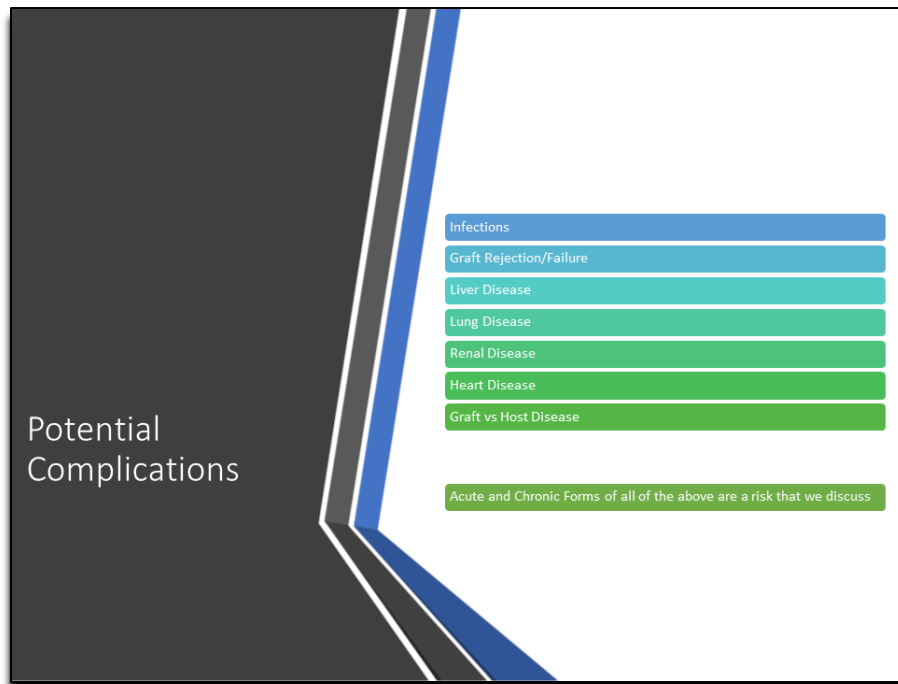 Potential
Complications
Infections
Graft Rejection/Failure
Liver Disease
Lung Disease
Renal Disease
Heart Disease
Graft vs Host Disease
Acute and Chronic Forms of all of the above are a risk that we discuss